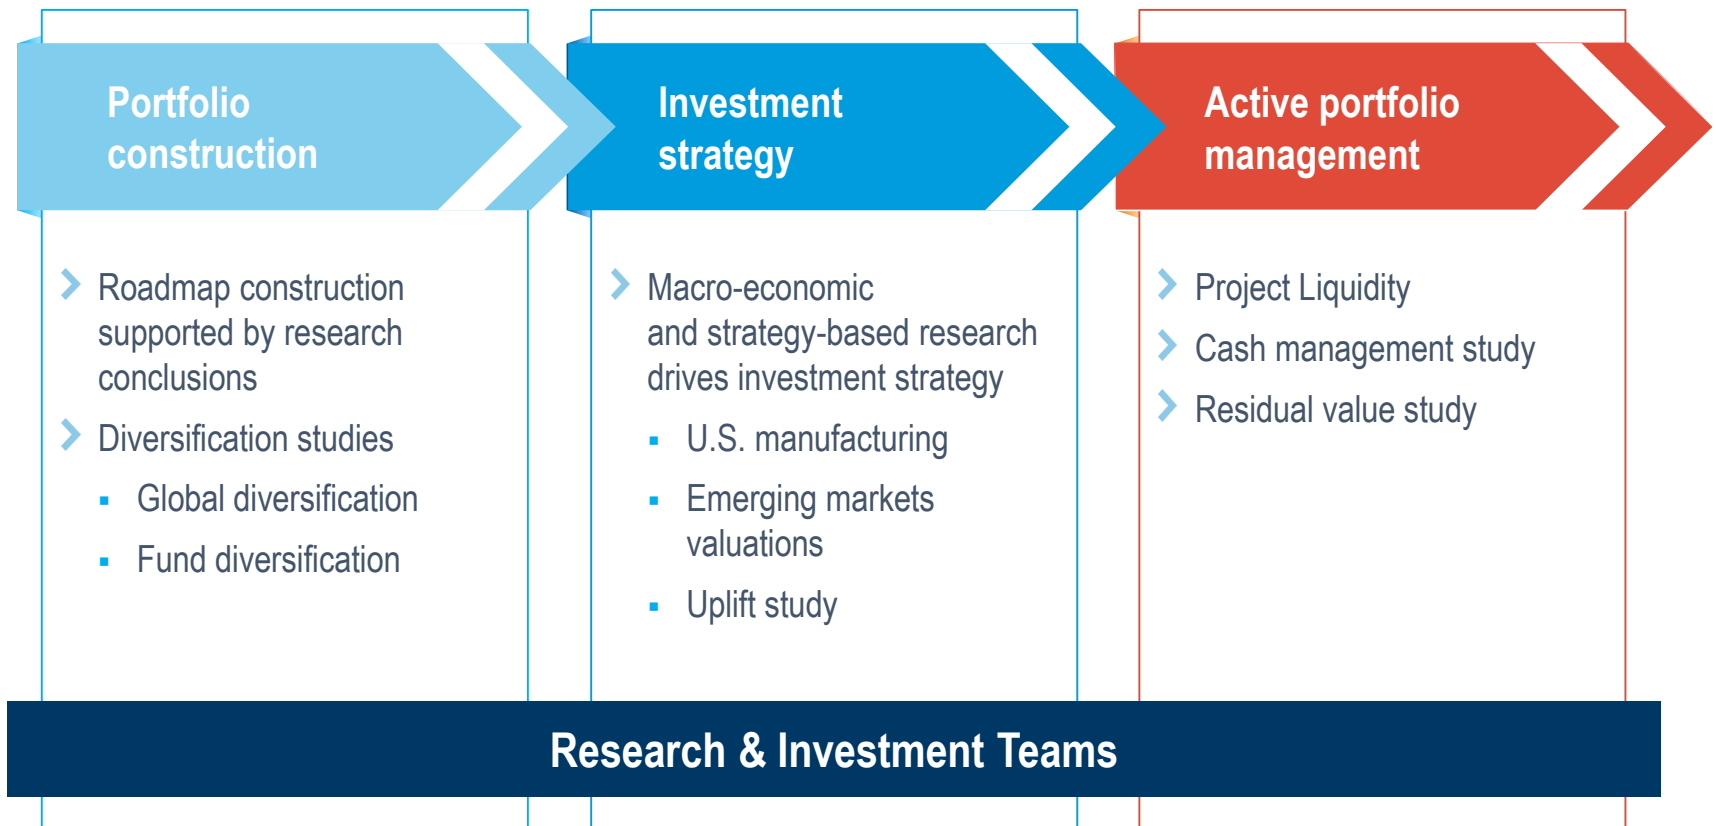 Portfolio
construction
Roadmap construction
supported by research
conclusions
Diversification studies
Global diversification
Fund diversification
Investment
strategy
Macro-economic
and strategy-based research
drives investment strategy
U.S. manufacturing
Emerging markets
valuations
Uplift study
Active portfolio
management
Project Liquidity
Cash management study
Residual value study
Research & Investment Teams